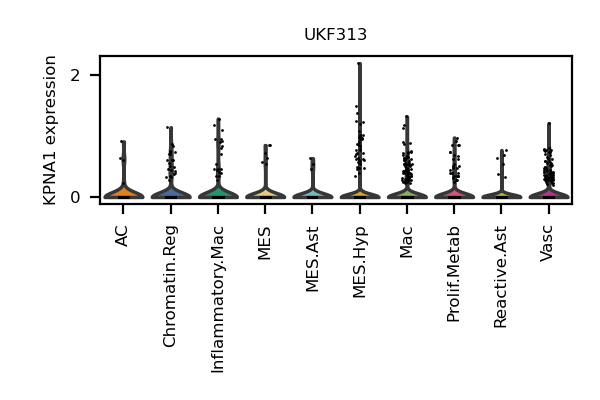 UKF313
KPNA1 expression
2
0
AC
Chromatin.Reg
Inflammatory.Mac
MES
MES.Ast
MES.Hyp
Mac
Prolif.Metab
Reactive.Ast
Vasc